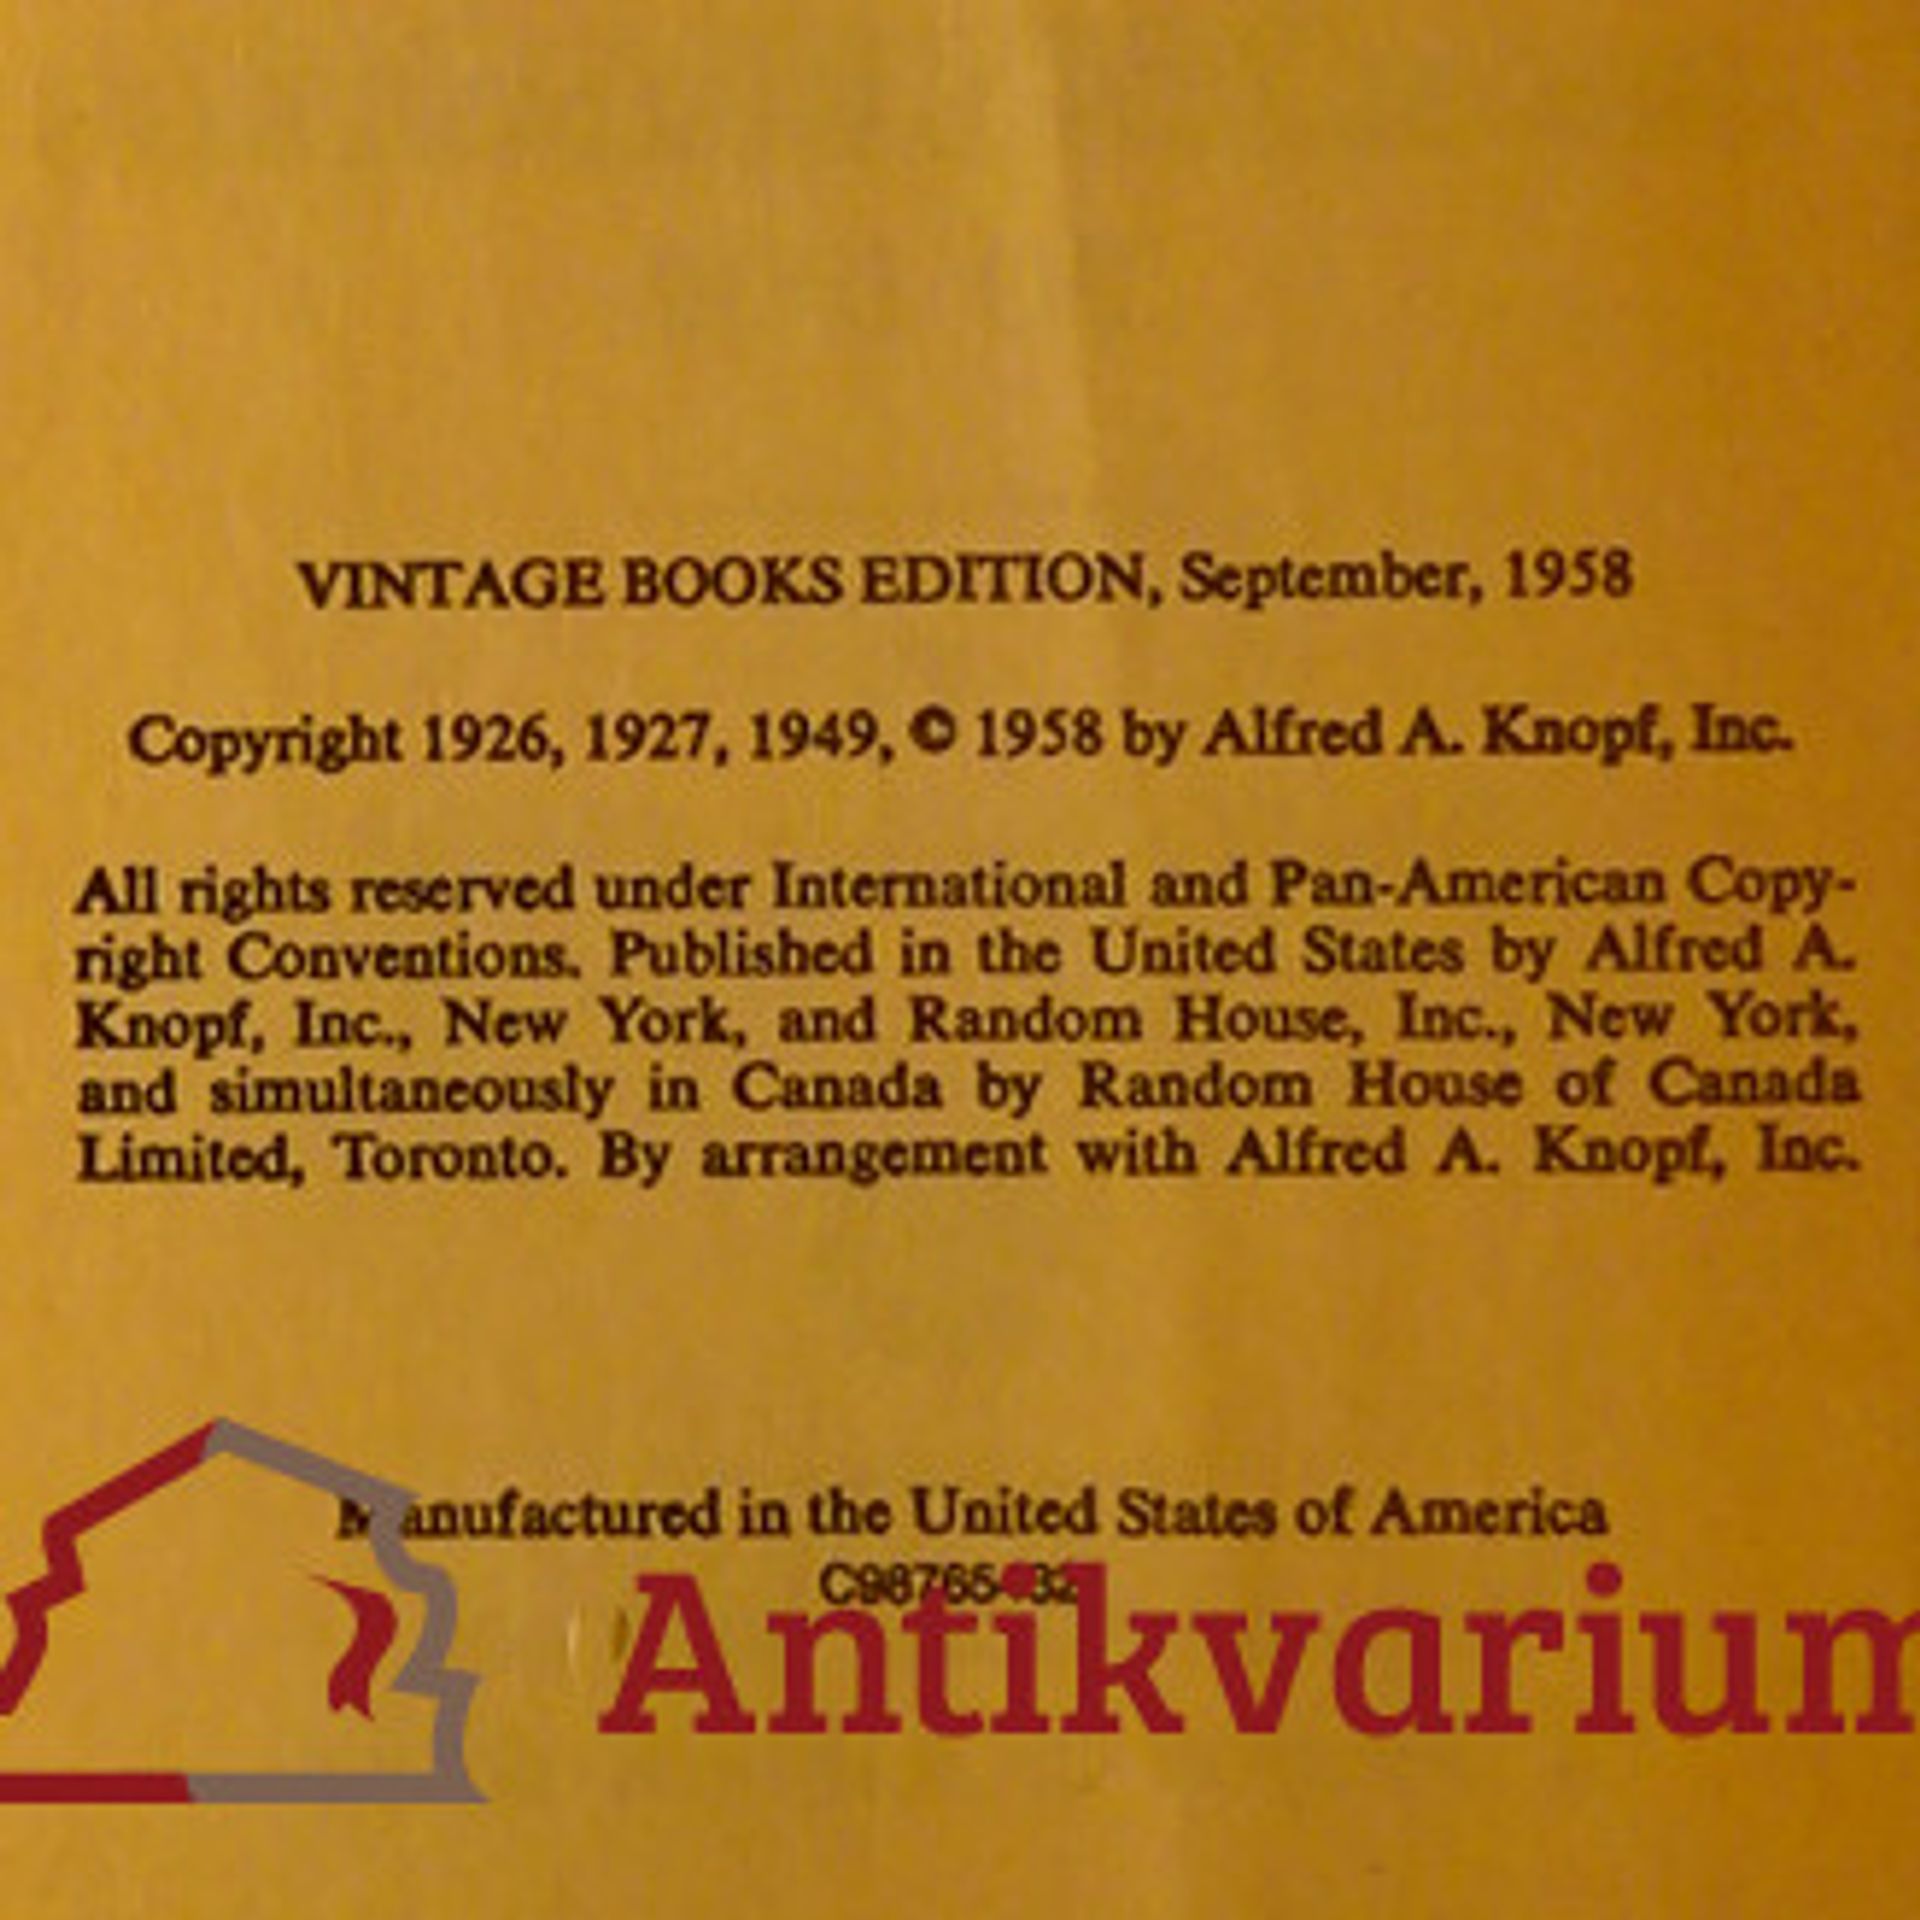 VINTAGE BOOKS EDITION, September, 1958
Copyright 1926, 1927, 1949, © 1958 by Alfred A. Knopf, Inc.
All rights reserved under International and Pan-American Copy-
right Conventions. Published in the United States by Alfred A.
Knopf, Inc., New York, and Random House, Inc., New York,
and simultaneously in Canada by Random House of Canada
Limited, Toronto. By arrangement with Alfred A. Knopf, Inc.
Manufactured in the United States of America
Antikvarium